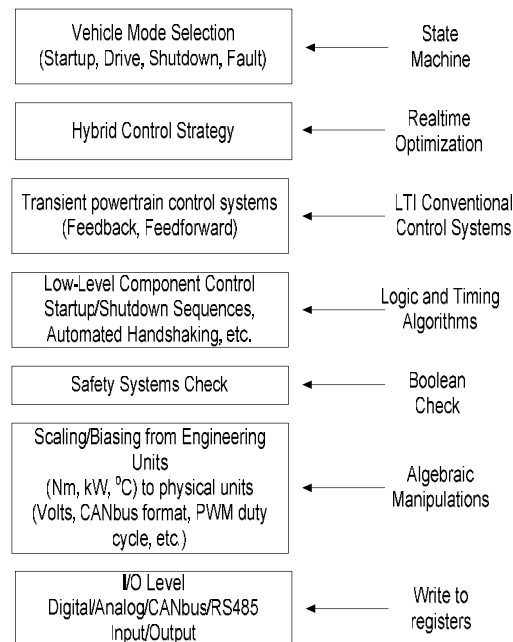 Vehicle Mode Selection
(Startup, Drive, Shutdown, Fault)
State
Machine
Hybrid Control Strategy
Realtime
Optimization
Transient powertrain control systems
(Feedback, Feedforward)
LTI Conventional
Control Systems
Low-Level Component Control
Startup/Shutdown Sequences,
Automated Handshaking, etc.
Logic and Timing
Algorithms
Safety Systems Check
Boolean
Check
Scaling/Biasing from Engineering
Units
(Nm, kW, ⁰C) to physical units
(Volts, CANbus format, PWM duty
cycle, etc.)
Algebraic
Manipulations
I/O Level
Digital/Analog/CANbus/RS485
Input/Output
Write to
registers